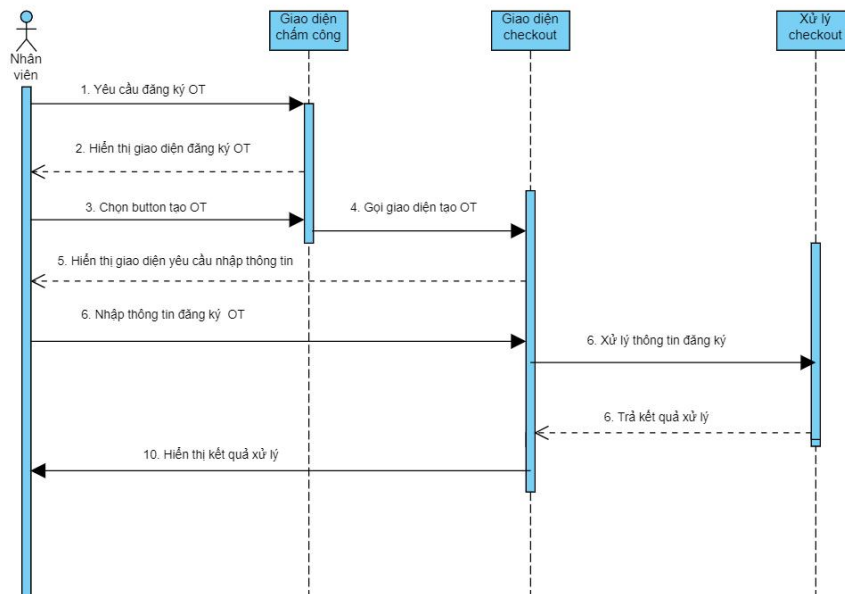 Nhân
viên
Giao diện
chấm công
Giao diện
checkout
Xử lý
checkout
1. Yêu cầu đăng ký OT
2. Hiển thị giao diện đăng ký OT
3. Chọn button tạo OT
4. Gọi giao diện tạo OT
5. Hiển thị giao diện yêu cầu nhập thông tin
6. Nhập thông tin đăng ký OT
6. Xử lý thông tin đăng ký
6. Trả kết quả xử lý
10. Hiển thị kết quả xử lý